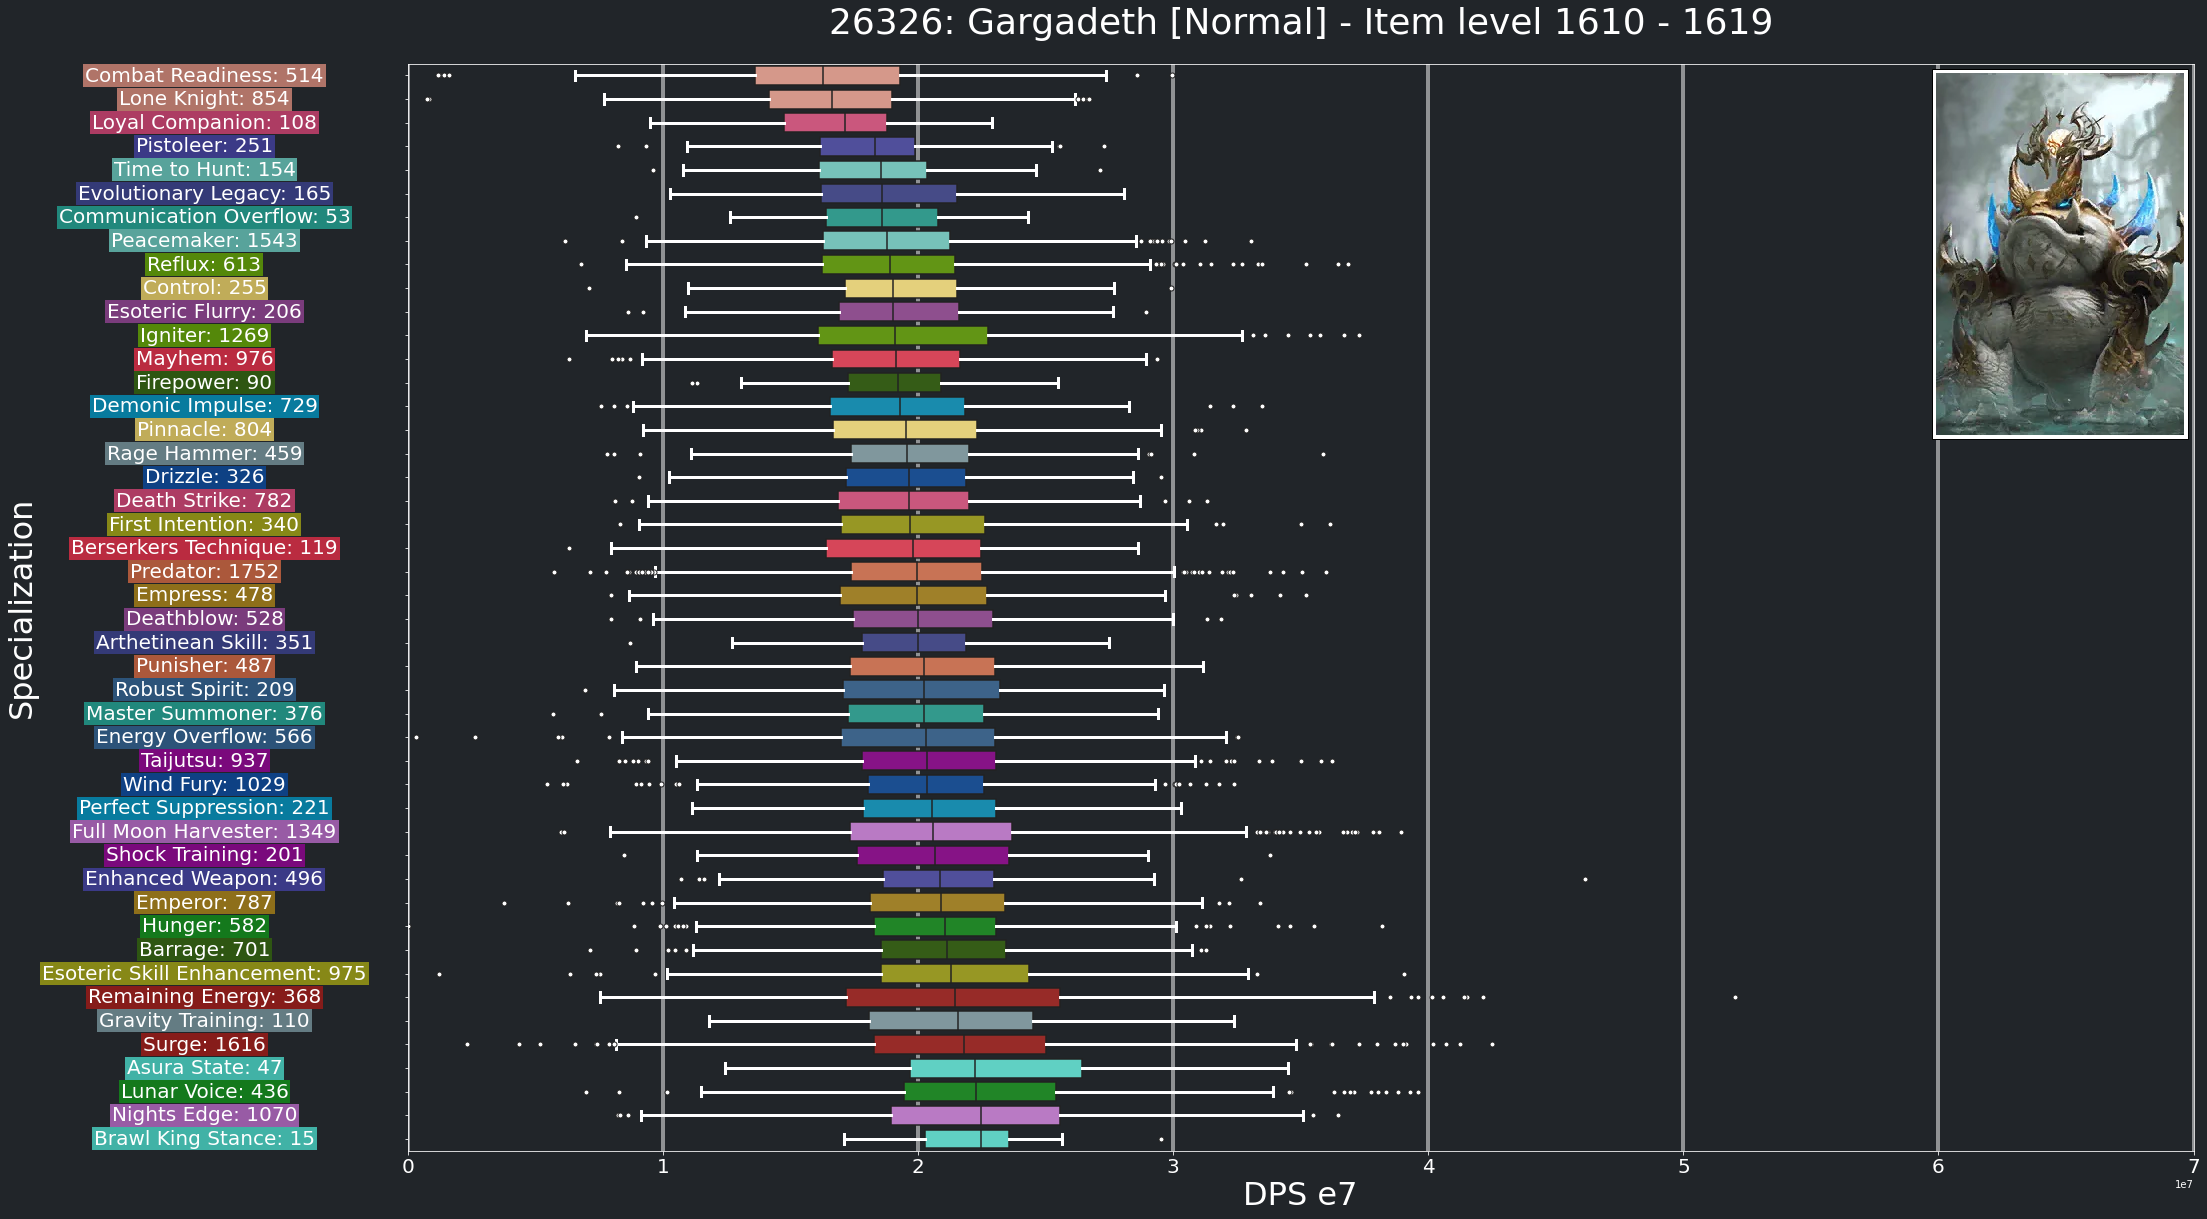 26326: Gargadeth [Normal] - Item level 1610 - 1619
Combat Readiness: 514
Lone Knight: 854
Loyal Companion: 108
Pistoleer: 251
Time to Hunt: 154
Evolutionary Legacy: 165
Communication Overflow: 53
Peacemaker: 1543
Reflux: 613
Control: 255
Esoteric Flurry: 206
Igniter: 1269
Mayhem: 976
Firepower: 90
Demonic Impulse: 729
Pinnacle: 804
Rage Hammer: 459
Drizzle: 326
Death Strike: 782
First Intention: 340
Berserkers Technique: 119
Predator: 1752
Empress: 478
Deathblow: 528
Arthetinean Skill: 351
Punisher: 487
Robust Spirit: 209
Master Summoner: 376
Energy Overflow: 566
Taijutsu: 937
Wind Fury: 1029
Perfect Suppression: 221
Full Moon Harvester: 1349
Shock Training: 201
Enhanced Weapon: 496
Emperor: 787
Hunger: 582
Barrage: 701
Esoteric Skill Enhancement: 975
Remaining Energy: 368
Gravity Training: 110
Surge: 1616
Asura State: 47
Lunar Voice: 436
Nights Edge: 1070
Brawl King Stance: 15
Specialization
0 1 2 3 4 5 6 7
DPS e7
1e7